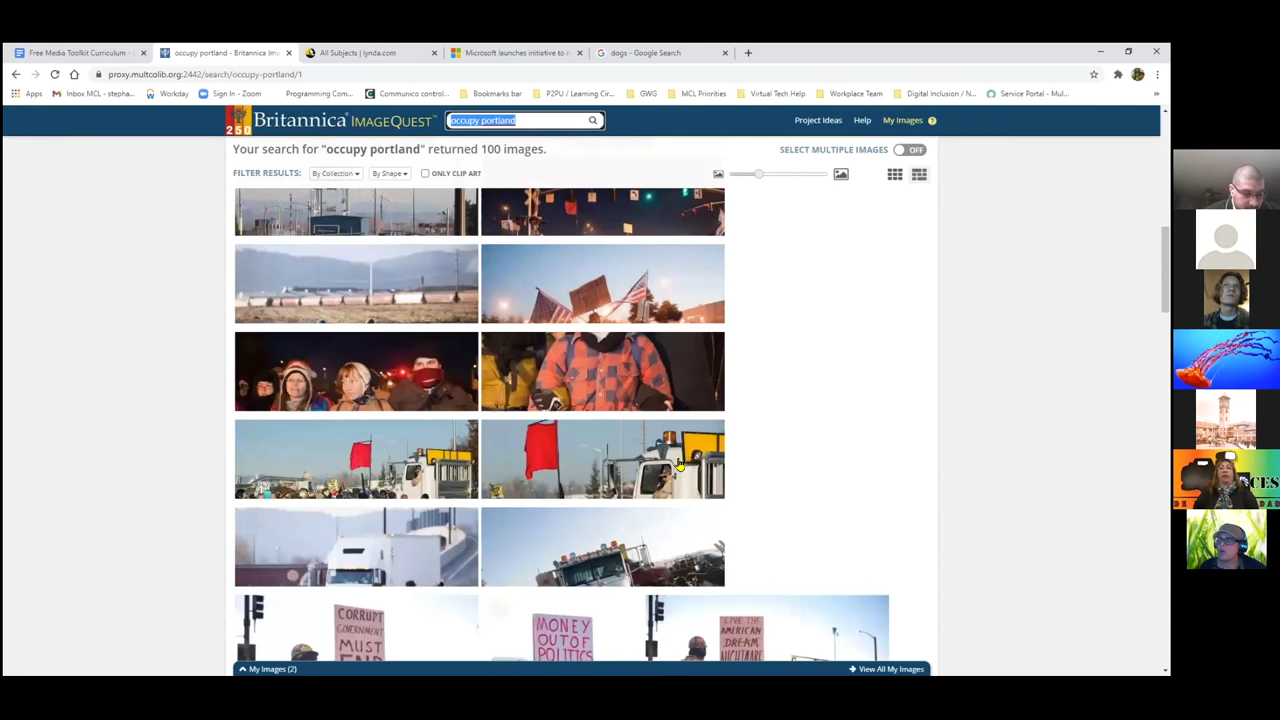 Free Media Toolkit Curriculum -
occupy portland - Britannica Ima
All Subjects | lynda.com
Microsoft launches initiative to i
dogs - Google Search
proxy.multcolib.org:2442/search/occupy-portland/1
Apps
Inbox MCL - stepha...
Workday
Sign In - Zoom
Programming Com...
Communico control...
Bookmarks bar
P2PU / Learning Cir...
GWG
MCL Priorities
Virtual Tech Help
Workplace Team
Digital Inclusion / N...
Service Portal - Mul...
250
Britannica ImageQuest
occupy portland
Project Ideas
Help
My Images
Your search for "occupy portland" returned 100 images.
SELECT MULTIPLE IMAGES
OFF
FILTER RESULTS:
By Collection
By Shape
ONLY CLIP ART
CORRUPT
GOVERNMENT
MUST
MONEY
OUT OF
POLITICS
LIVE THE
AMERICAN
DREAM
NIGHTMARE
My Images (2)
View All My Images